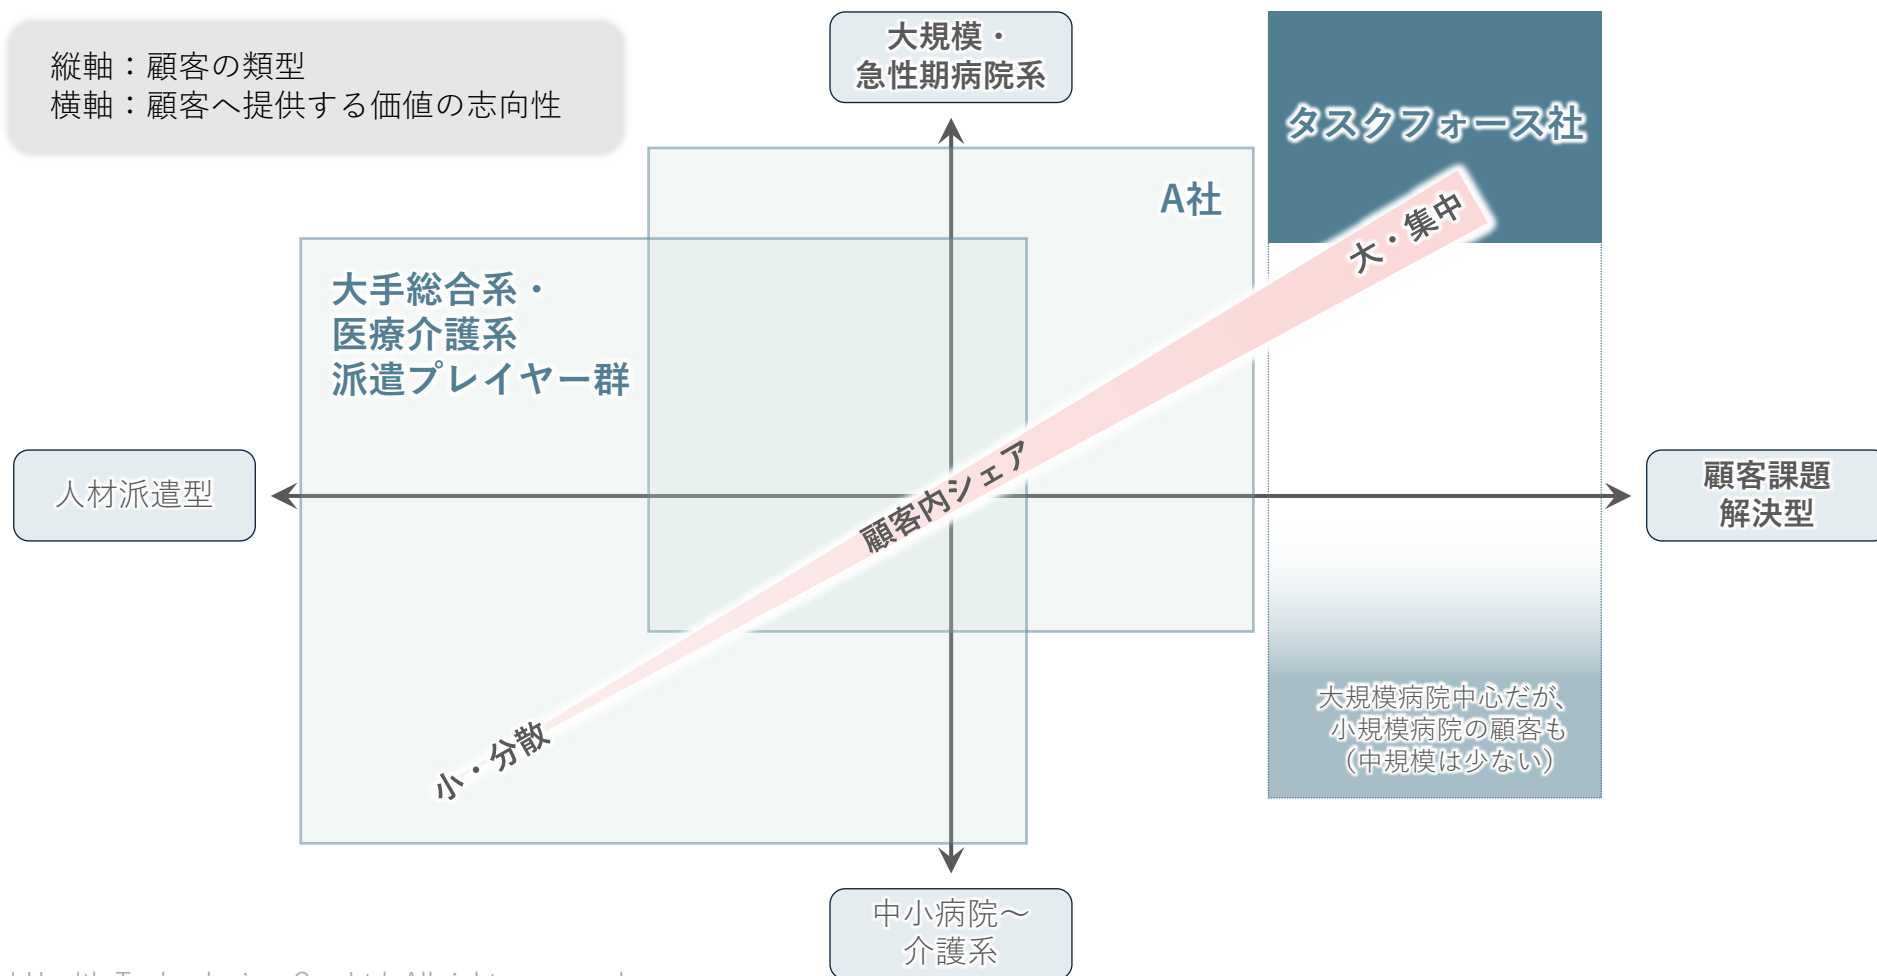 縦軸：顧客の類型
横軸：顧客へ提供する価値の志向性
大規模・
急性期病院系
タスクフォース社
A社
大・集中
大手総合系・
医療介護系
派遣プレイヤー群
顧客内シェア
人材派遣型
顧客課題
解決型
小・分散
大規模病院中心だが、
小規模病院の顧客も
（中規模は少ない）
中小病院～
介護系